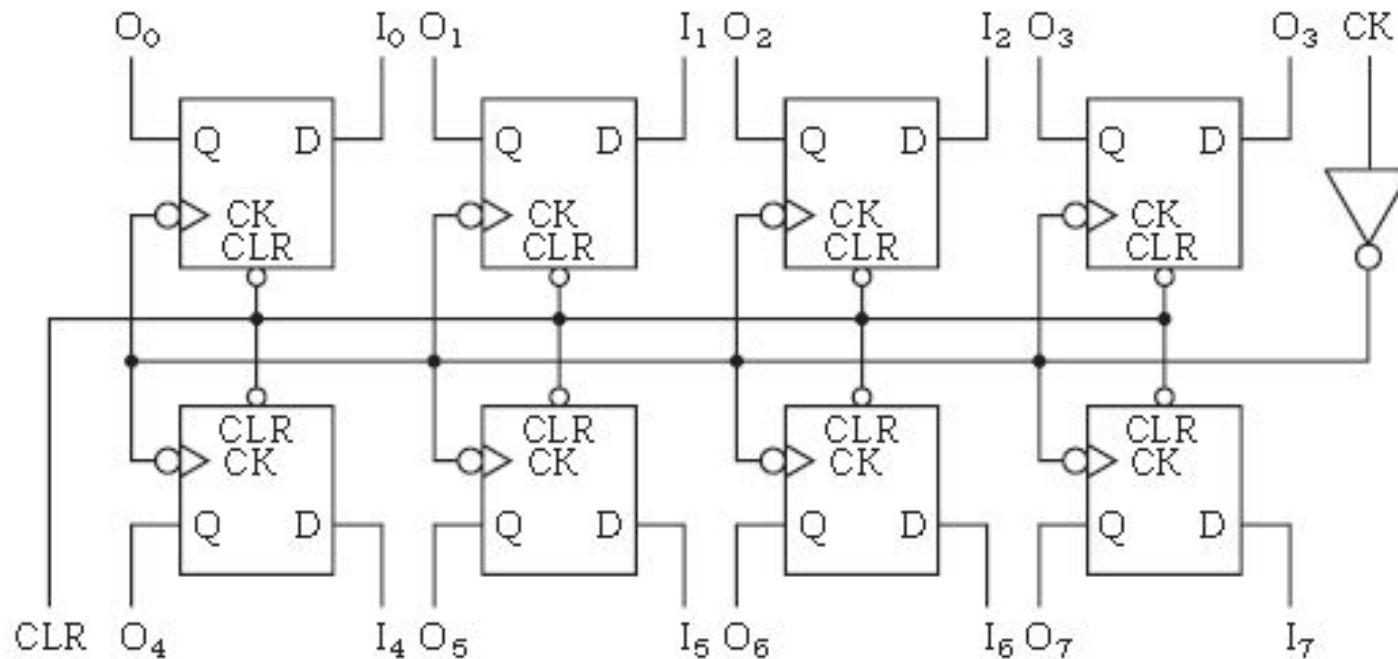 O₀ I₀ O₁ I₁ O₂ I₂ O₃ O₃ CK
Q D Q D Q D Q D
CK CK CK CK
CLR CLR CLR CLR
CLR CLR CLR CLR
CK CK CK CK
Q D Q D Q D Q D
CLR O₄ I₄ O₅ I₅ O₆ I₆ O₇ I₇